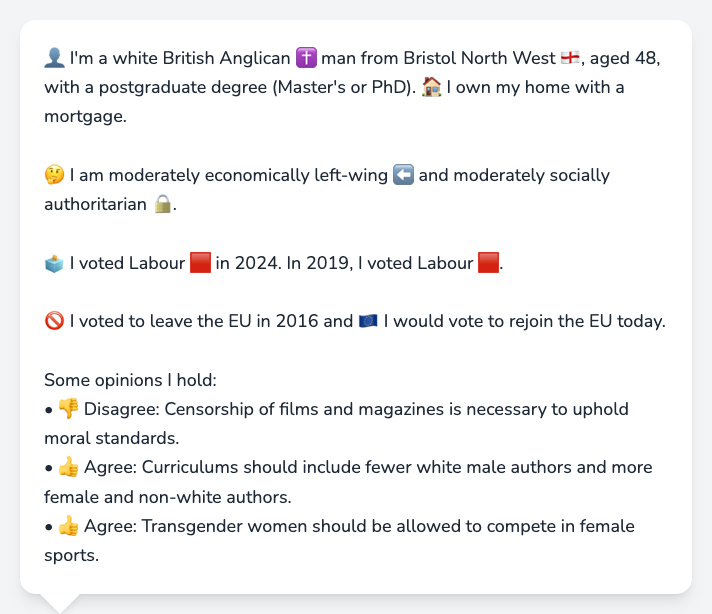 👤 I'm a white British Anglican ✝️ man from Bristol North West 🏴󠁧󠁢󠁥󠁮󠁧󠁿, aged 48,
with a postgraduate degree (Master's or PhD). 🏠 I own my home with a
mortgage.
🤔 I am moderately economically left-wing ⬅️ and moderately socially
authoritarian 🔒.
🗳️ I voted Labour 🟥 in 2024. In 2019, I voted Labour 🟥.
🚫 I voted to leave the EU in 2016 and 🇪🇺 I would vote to rejoin the EU today.
Some opinions I hold:
• 👎 Disagree: Censorship of films and magazines is necessary to uphold
moral standards.
• 👍 Agree: Curriculums should include fewer white male authors and more
female and non-white authors.
• 👍 Agree: Transgender women should be allowed to compete in female
sports.